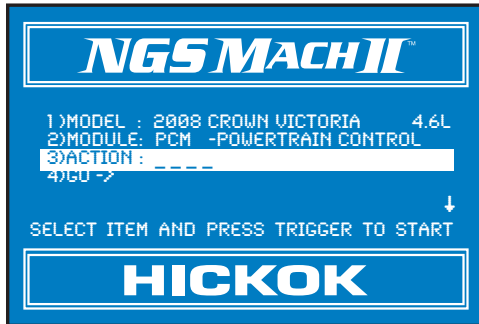 NGS MACH II™
1)MODEL : 2008 CROWN VICTORIA 4.6L
2)MODULE: PCM -POWERTRAIN CONTROL
3)ACTION : _ _ _ _
4)GO ->
↓
SELECT ITEM AND PRESS TRIGGER TO START
HICKOK